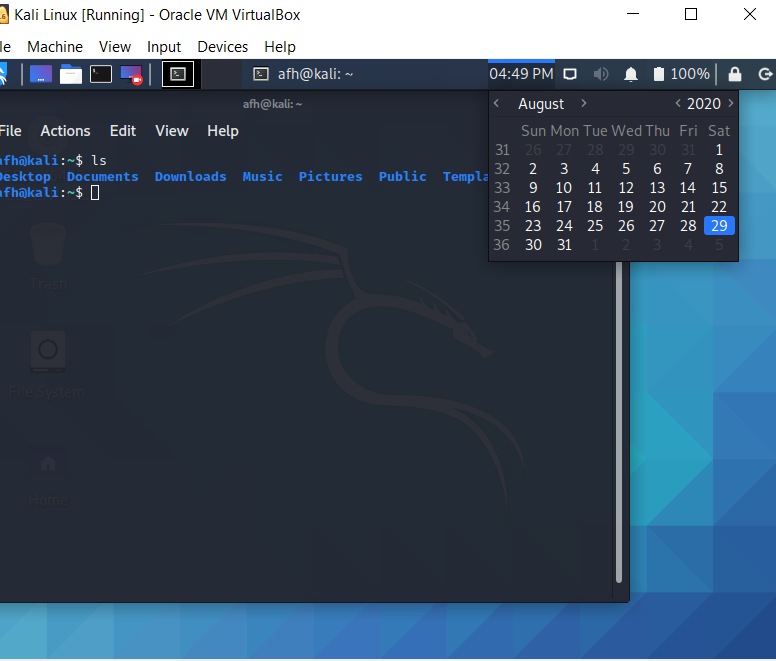 Kali Linux [Running] - Oracle VM VirtualBox
le Machine View Input Devices Help
afh@kali: ~ 04:49 PM 100%
afh@kali: ~
File Actions Edit View Help
afh@kali:~$ ls
Desktop Documents Downloads Music Pictures Public Templa
afh@kali:~$
< August > < 2020 >
Sun Mon Tue Wed Thu Fri Sat
31 26 27 28 29 30 31 1
32 2 3 4 5 6 7 8
33 9 10 11 12 13 14 15
34 16 17 18 19 20 21 22
35 23 24 25 26 27 28 29
36 30 31 1 2 3 4 5
Trash
File System
Home